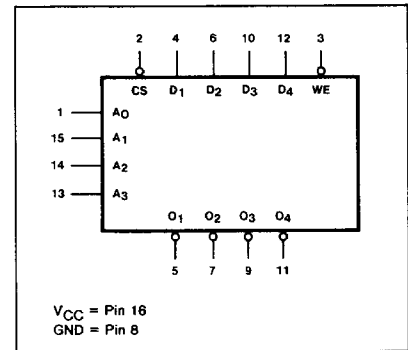 2 4 6 10 12 3
CS D1 D2 D3 D4 WE
1 A0
15 A1
14 A2
13 A3
O1 O2 O3 O4
5 7 9 11
VCC = Pin 16
GND = Pin 8